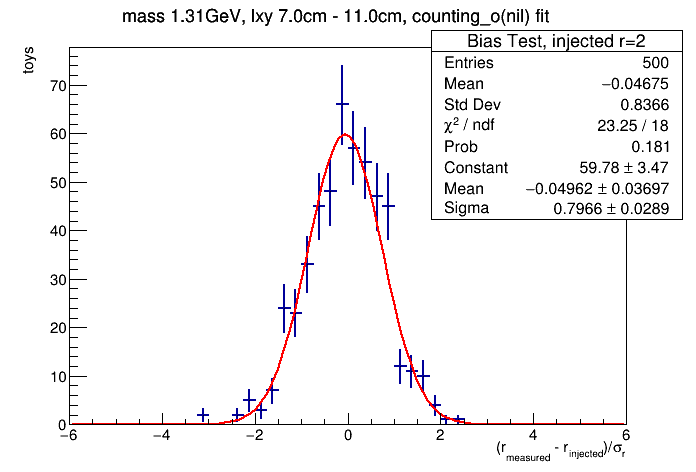 mass 1.31GeV, lxy 7.0cm - 11.0cm, counting_o(nil) fit
Bias Test, injected r=2
Entries 500
Mean −0.04675
Std Dev 0.8366
χ² / ndf 23.25 / 18
Prob 0.181
Constant 59.78 ± 3.47
Mean −0.04962 ± 0.03697
Sigma 0.7966 ± 0.0289
toys
70
60
50
40
30
20
10
0
−6 −4 −2 0 2 4 6
(r_measured - r_injected)/σ_r